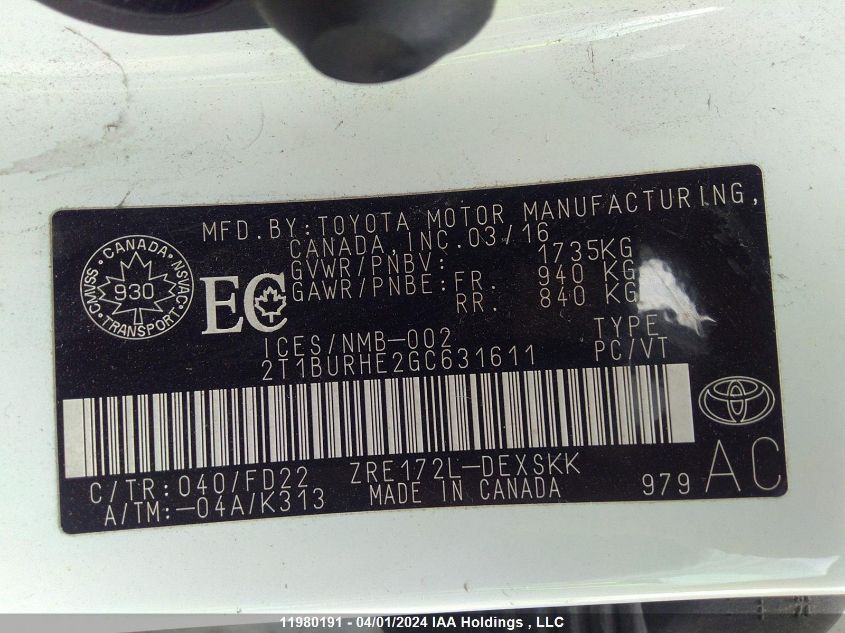 MFD.BY:TOYOTA MOTOR MANUFACTURING,
CANADA, INC.03/16
GVWR/PNBV: 1735KG
GAWR/PNBE:FR. 940 KG
RR. 840 KG
CANADA
CMVSS 930 NSVAC
TRANSPORT
EC
ICES/NMB-002
TYPE
2T1BURHE2GC631611 PC/VT
C/TR:040/FD22 ZRE172L-DEXSKK
A/TM:-04A/K313 MADE IN CANADA 979 AC
11980191 - 04/01/2024 IAA Holdings , LLC